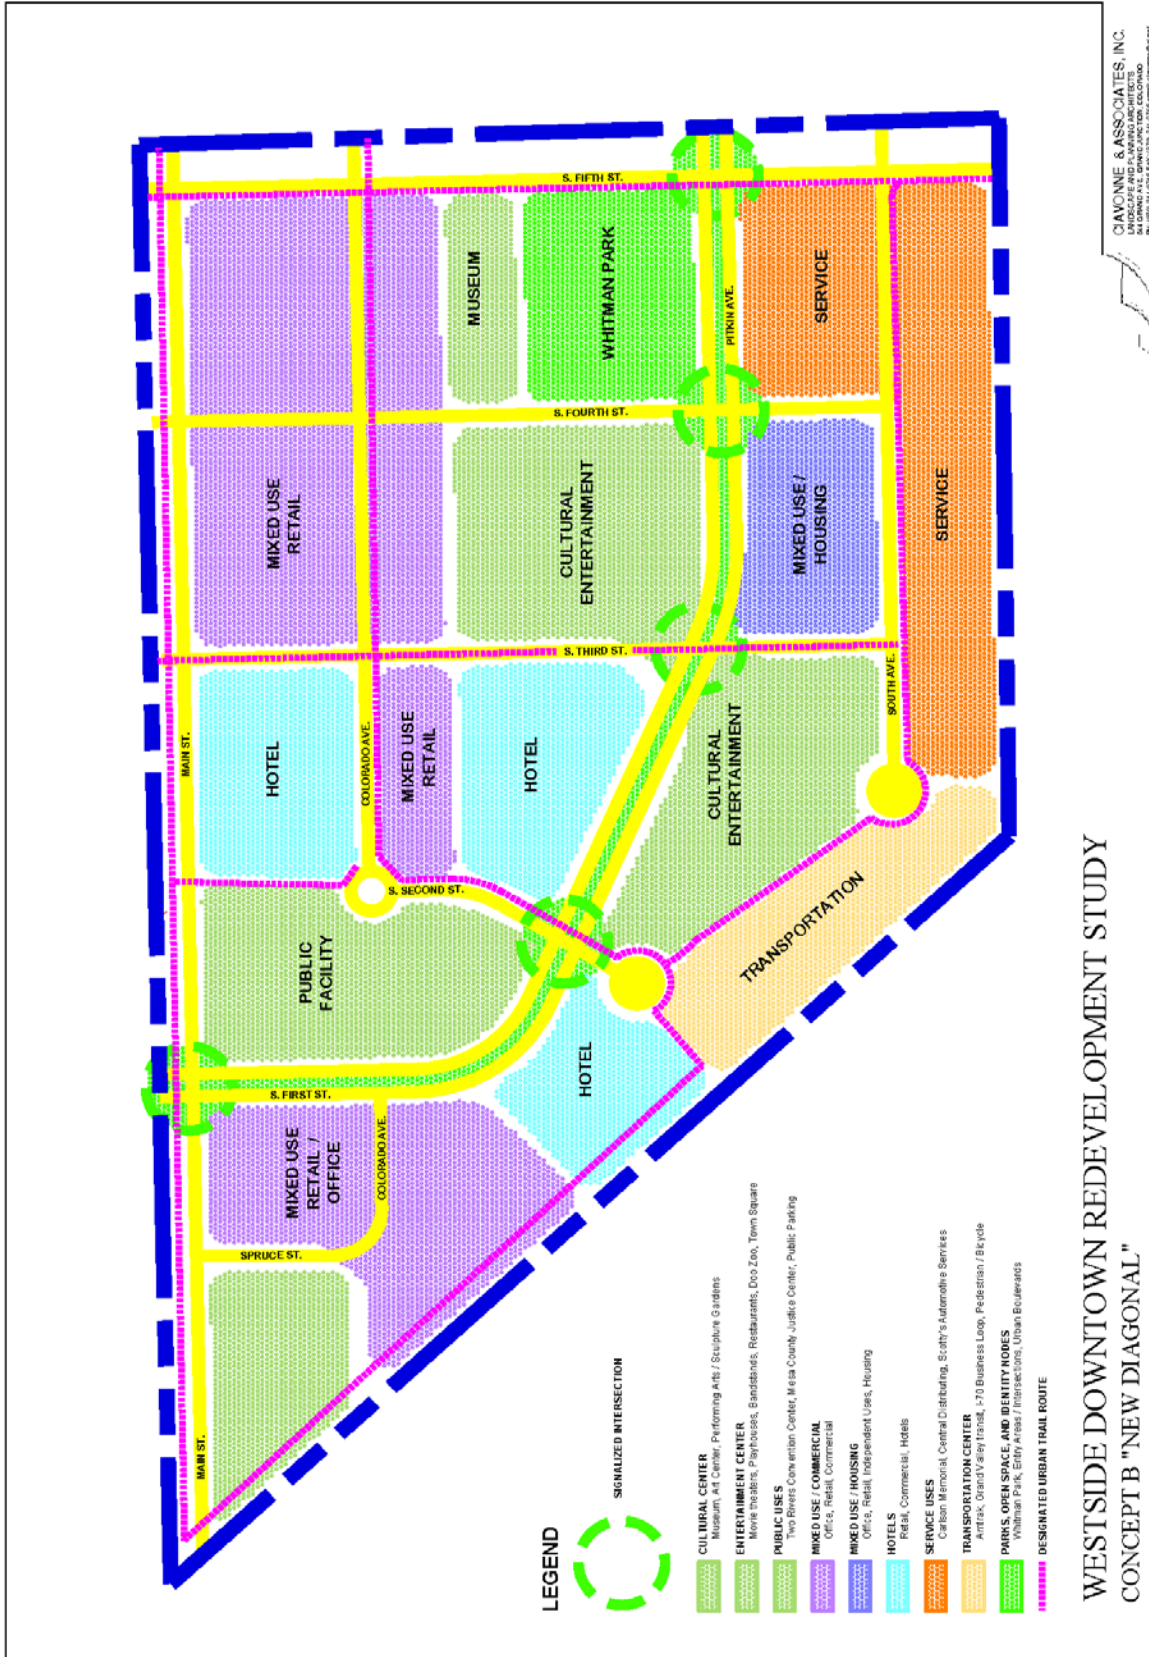 CIAVONNE & ASSOCIATES, INC.
LANDSCAPE AND PLANNING ARCHITECTS
844 GRAND AVE. GRAND JUNCTION, COLORADO
S. FIFTH ST.
MUSEUM
WHITMAN PARK
SERVICE
PITKIN AVE.
S. FOURTH ST.
MIXED USE
RETAIL
CULTURAL
ENTERTAINMENT
MIXED USE /
HOUSING
SERVICE
S. THIRD ST.
MAIN ST.
HOTEL
COLORADO AVE.
MIXED USE
RETAIL
HOTEL
CULTURAL
ENTERTAINMENT
SOUTH AVE.
S. SECOND ST.
PUBLIC
FACILITY
TRANSPORTATION
HOTEL
S. FIRST ST.
MIXED USE
RETAIL /
OFFICE
COLORADO AVE.
SPRUCE ST.
MAIN ST.
LEGEND
SIGNALIZED INTERSECTION
CULTURAL CENTER
Museum, Art Center, Performing Arts / Sculpture Gardens
ENTERTAINMENT CENTER
Movie theaters, Playhouses, Bandstands, Restaurants, Doo Zoo, Town Square
PUBLIC USES
Two Rivers Convention Center, Mesa County Justice Center, Public Parking
MIXED USE / COMMERCIAL
Office, Retail, Commercial
MIXED USE / HOUSING
Office, Retail, Independent Uses, Housing
HOTELS
Retail, Commercial, Hotels
SERVICE USES
Carlson Memorial, Central Distributing, Scotty's Automotive Services
TRANSPORTATION CENTER
Amtrak, Grand Valley transit, I-70 Business Loop, Pedestrian / Bicycle
PARKS, OPEN SPACE, AND IDENTITY NODES
Whitman Park, Entry Areas / Intersections, Urban Boulevards
DESIGNATED URBAN TRAIL ROUTE
WESTSIDE DOWNTOWN REDEVELOPMENT STUDY
CONCEPT B "NEW DIAGONAL"